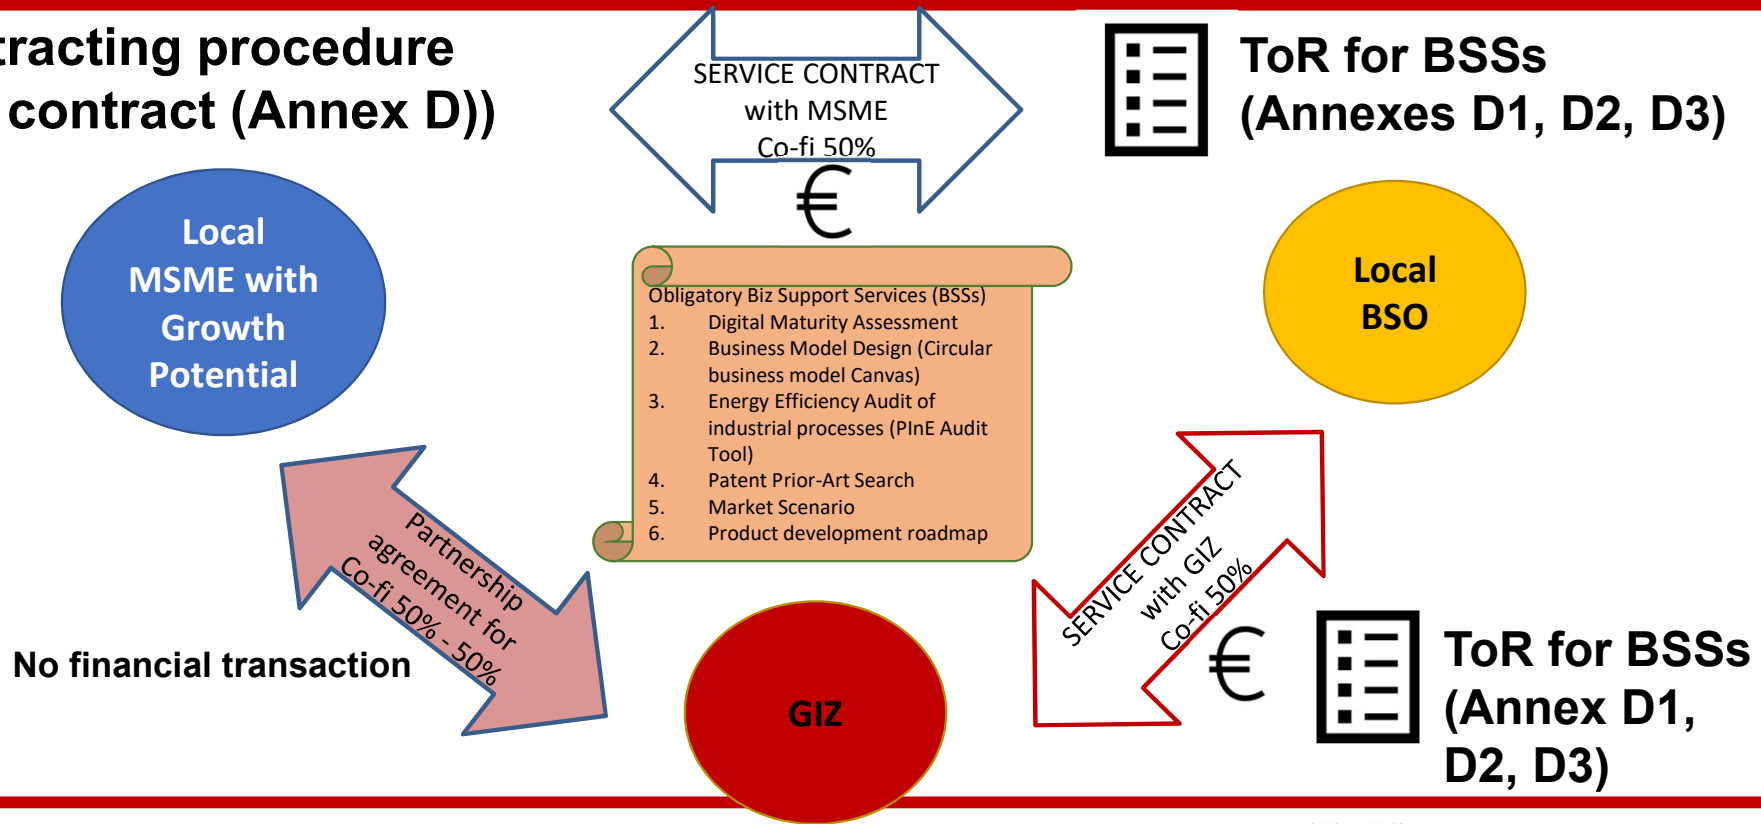 tracting procedure
contract (Annex D))
SERVICE CONTRACT
with MSME
Co-fi 50%
€
ToR for BSSs
(Annexes D1, D2, D3)
Local
MSME with
Growth
Potential
Obligatory Biz Support Services (BSSs)
1. Digital Maturity Assessment
2. Business Model Design (Circular
business model Canvas)
3. Energy Efficiency Audit of
industrial processes (PInE Audit
Tool)
4. Patent Prior-Art Search
5. Market Scenario
6. Product development roadmap
Local
BSO
Partnership
agreement for
Co-fi 50% - 50%
No financial transaction
GIZ
SERVICE CONTRACT
with GIZ
Co-fi 50%
€
ToR for BSSs
(Annex D1,
D2, D3)